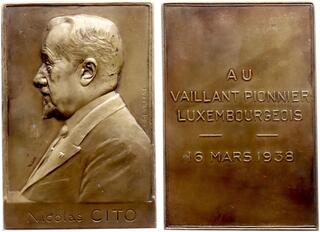 Nicolas CITO
AU
VAILLANT PIONNIER
LUXEMBOURGEOIS
16 MARS 1938